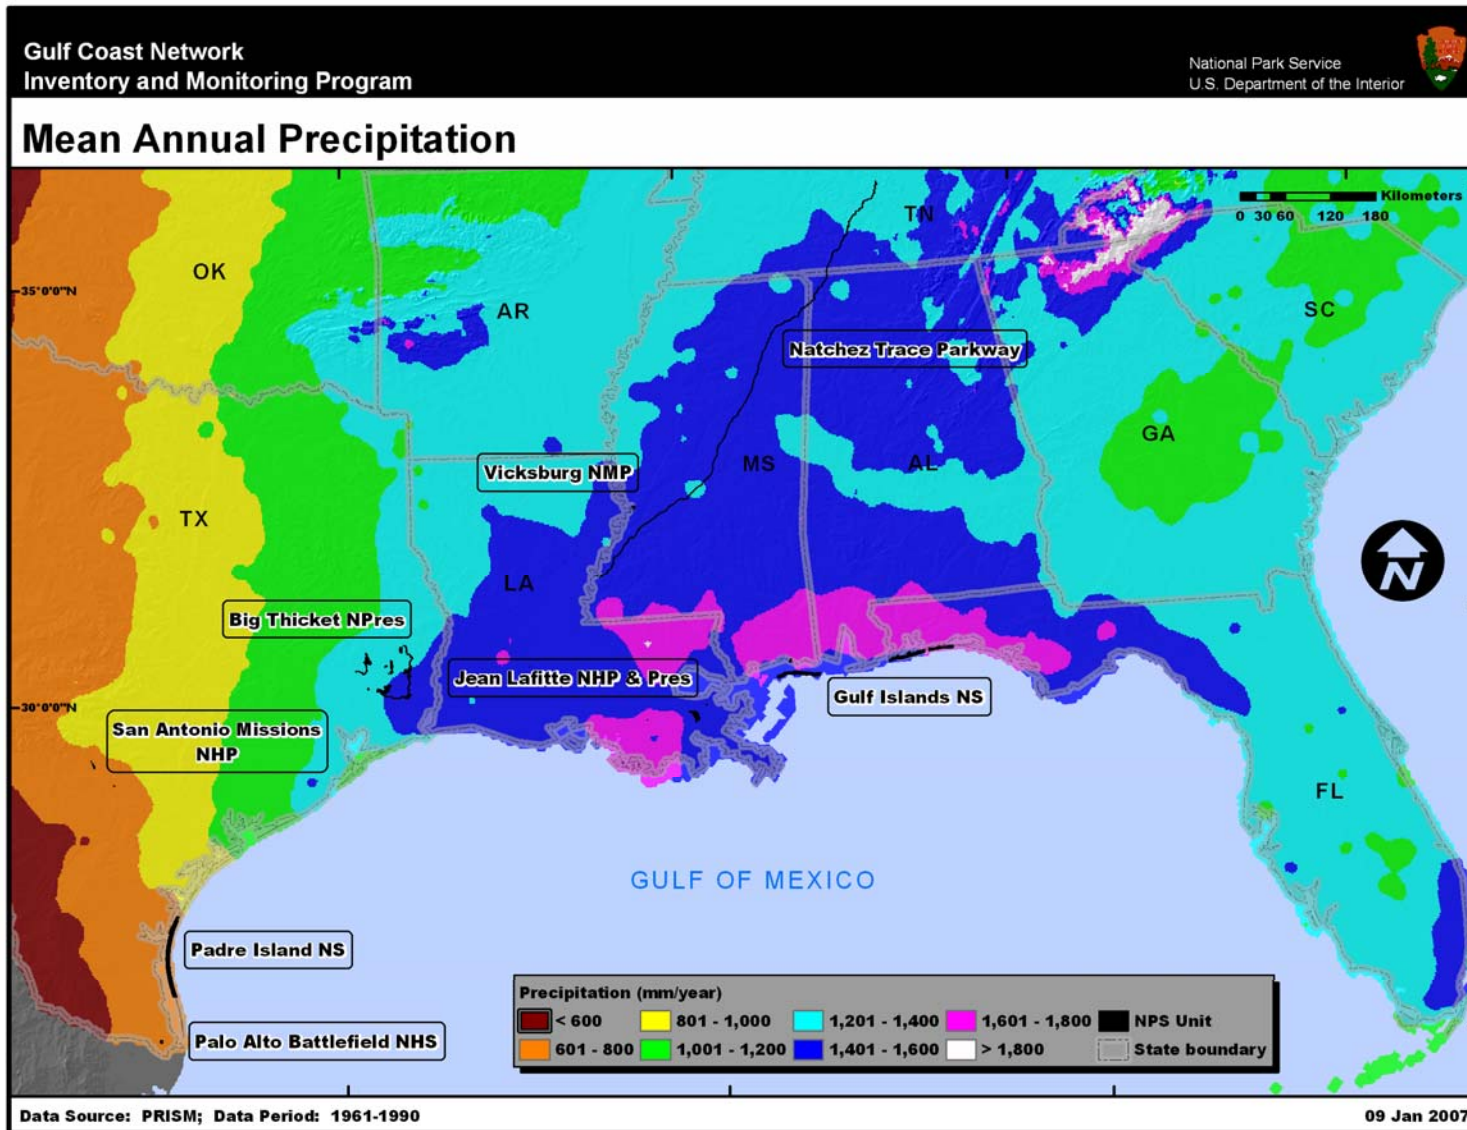 Gulf Coast Network
Inventory and Monitoring Program
National Park Service
U.S. Department of the Interior
Mean Annual Precipitation
Kilometers
0 30 60 120 180
TN
OK
35°0'0"N
AR
SC
Natchez Trace Parkway
GA
Vicksburg NMP
MS
AL
TX
N
LA
Big Thicket NPres
Jean Lafitte NHP & Pres
Gulf Islands NS
30°0'0"N
San Antonio Missions
NHP
FL
GULF OF MEXICO
Padre Island NS
Palo Alto Battlefield NHS
Precipitation (mm/year)
< 600 801 - 1,000 1,201 - 1,400 1,601 - 1,800 NPS Unit
601 - 800 1,001 - 1,200 1,401 - 1,600 > 1,800 State boundary
Data Source: PRISM; Data Period: 1961-1990
09 Jan 2007